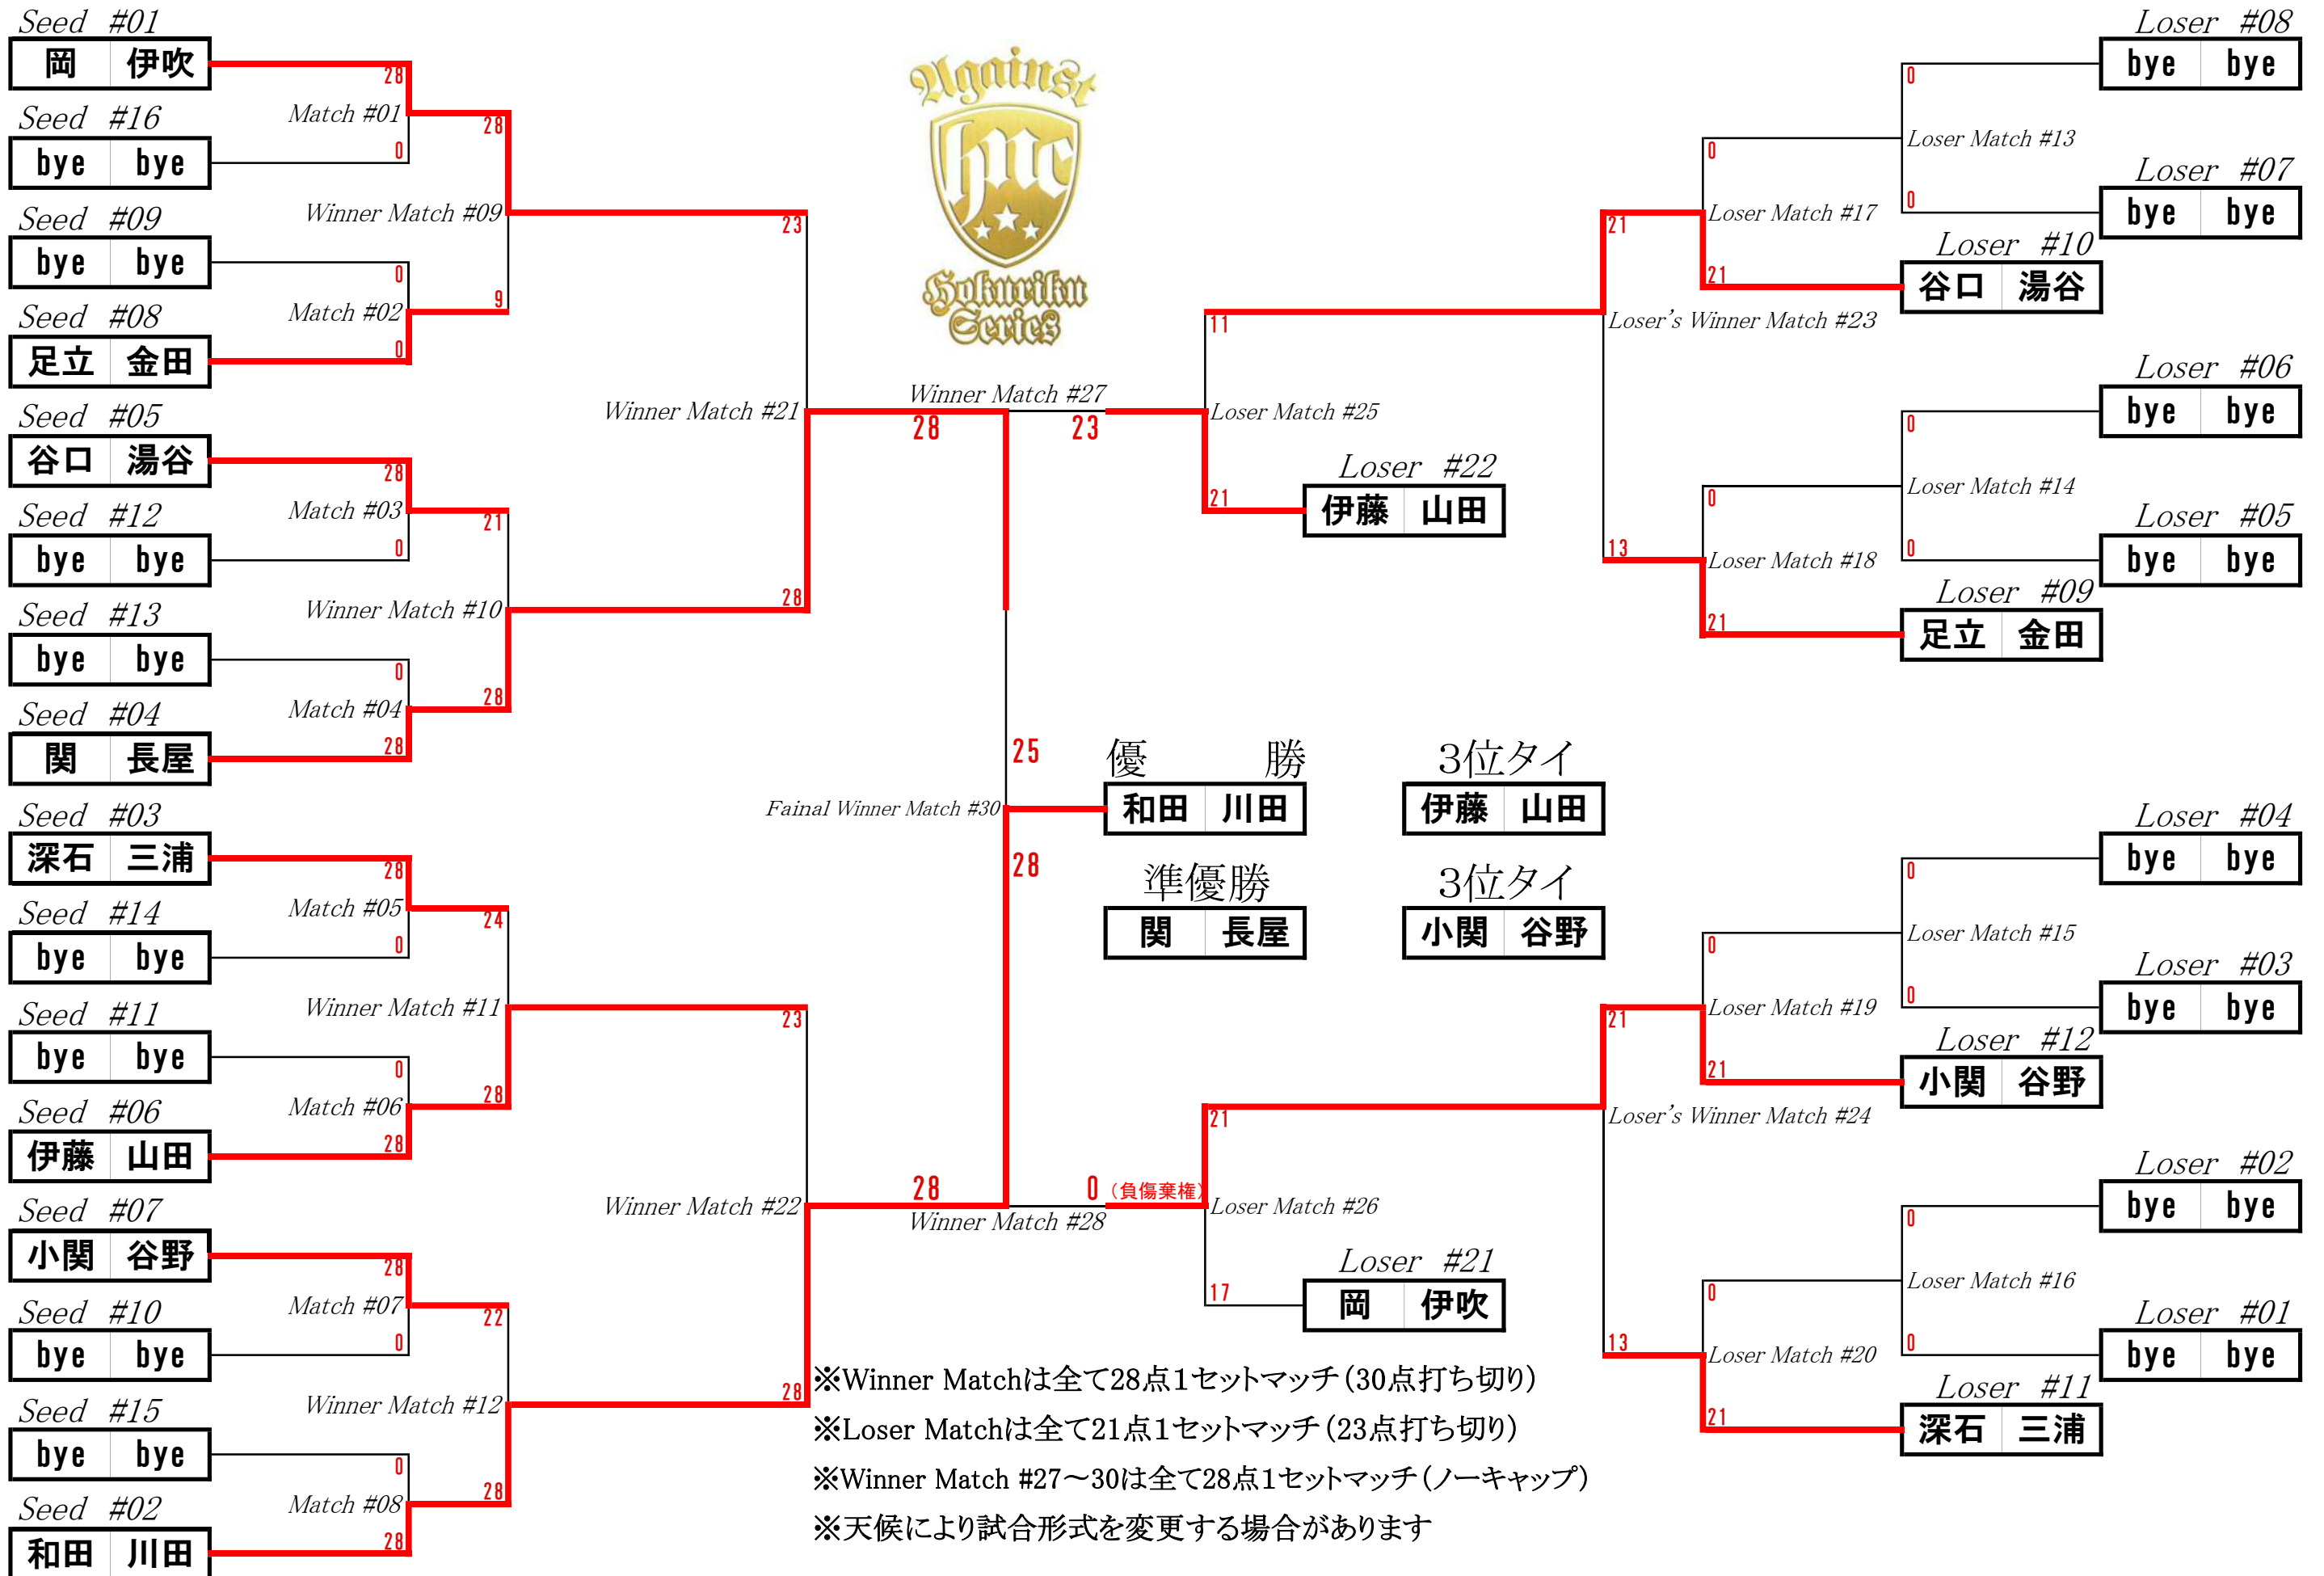 Seed #01
岡 伊吹
28
Match #01
Seed #16
bye bye
0
28
Winner Match #09
Seed #09
bye bye
0
Match #02
9
Seed #08
足立 金田
0
23
Winner Match #21
Seed #05
谷口 湯谷
28
Match #03
21
Seed #12
bye bye
0
Winner Match #10
28
Seed #13
bye bye
0
Match #04
28
Seed #04
関 長屋
28
Seed #03
深石 三浦
28
Match #05
24
Seed #14
bye bye
0
Winner Match #11
23
Seed #11
bye bye
0
Match #06
28
Seed #06
伊藤 山田
28
Winner Match #22
Seed #07
小関 谷野
28
Match #07
22
Seed #10
bye bye
0
Winner Match #12
28
Seed #15
bye bye
0
Match #08
28
Seed #02
和田 川田
28
Against
huc
Hokuriku
Series
Winner Match #27
28
23
25
Fainal Winner Match #30
28
優勝
和田 川田
3位タイ
伊藤 山田
準優勝
関 長屋
3位タイ
小関 谷野
28
0 (負傷棄権)
Winner Match #28
11
Loser Match #25
21
Loser #22
伊藤 山田
21
Loser Match #26
17
Loser #21
岡 伊吹
Loser #08
bye bye
0
Loser Match #13
0
Loser #07
bye bye
0
Loser Match #17
21
21
Loser #10
谷口 湯谷
Loser's Winner Match #23
Loser #06
bye bye
0
Loser Match #14
0
Loser #05
bye bye
0
13
Loser Match #18
21
Loser #09
足立 金田
Loser #04
bye bye
0
Loser Match #15
0
Loser #03
bye bye
0
Loser Match #19
21
21
Loser #12
小関 谷野
Loser's Winner Match #24
Loser #02
bye bye
0
Loser Match #16
0
Loser #01
bye bye
0
13
Loser Match #20
21
Loser #11
深石 三浦
※Winner Matchは全て28点1セットマッチ(30点打ち切り)
※Loser Matchは全て21点1セットマッチ(23点打ち切り)
※Winner Match #27～30は全て28点1セットマッチ(ノーキャップ)
※天候により試合形式を変更する場合があります